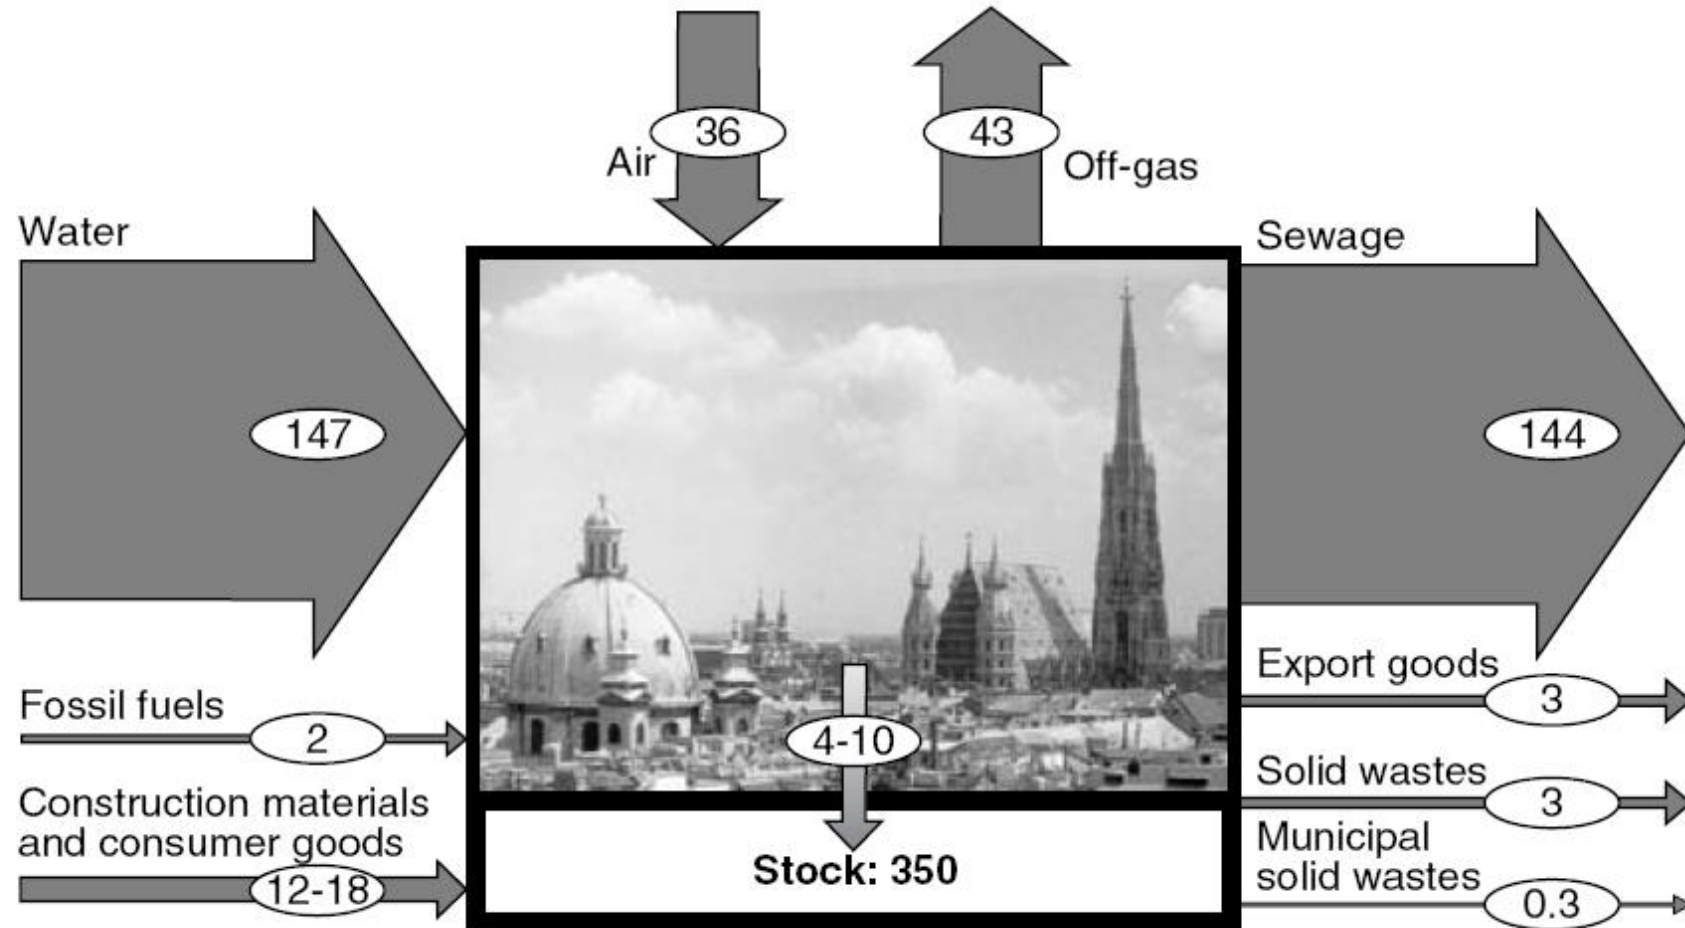 36
Air
43
Off-gas
Water
147
Sewage
144
Fossil fuels
2
Construction materials
and consumer goods
12-18
4-10
Stock: 350
Export goods
3
Solid wastes
3
Municipal
solid wastes
0.3